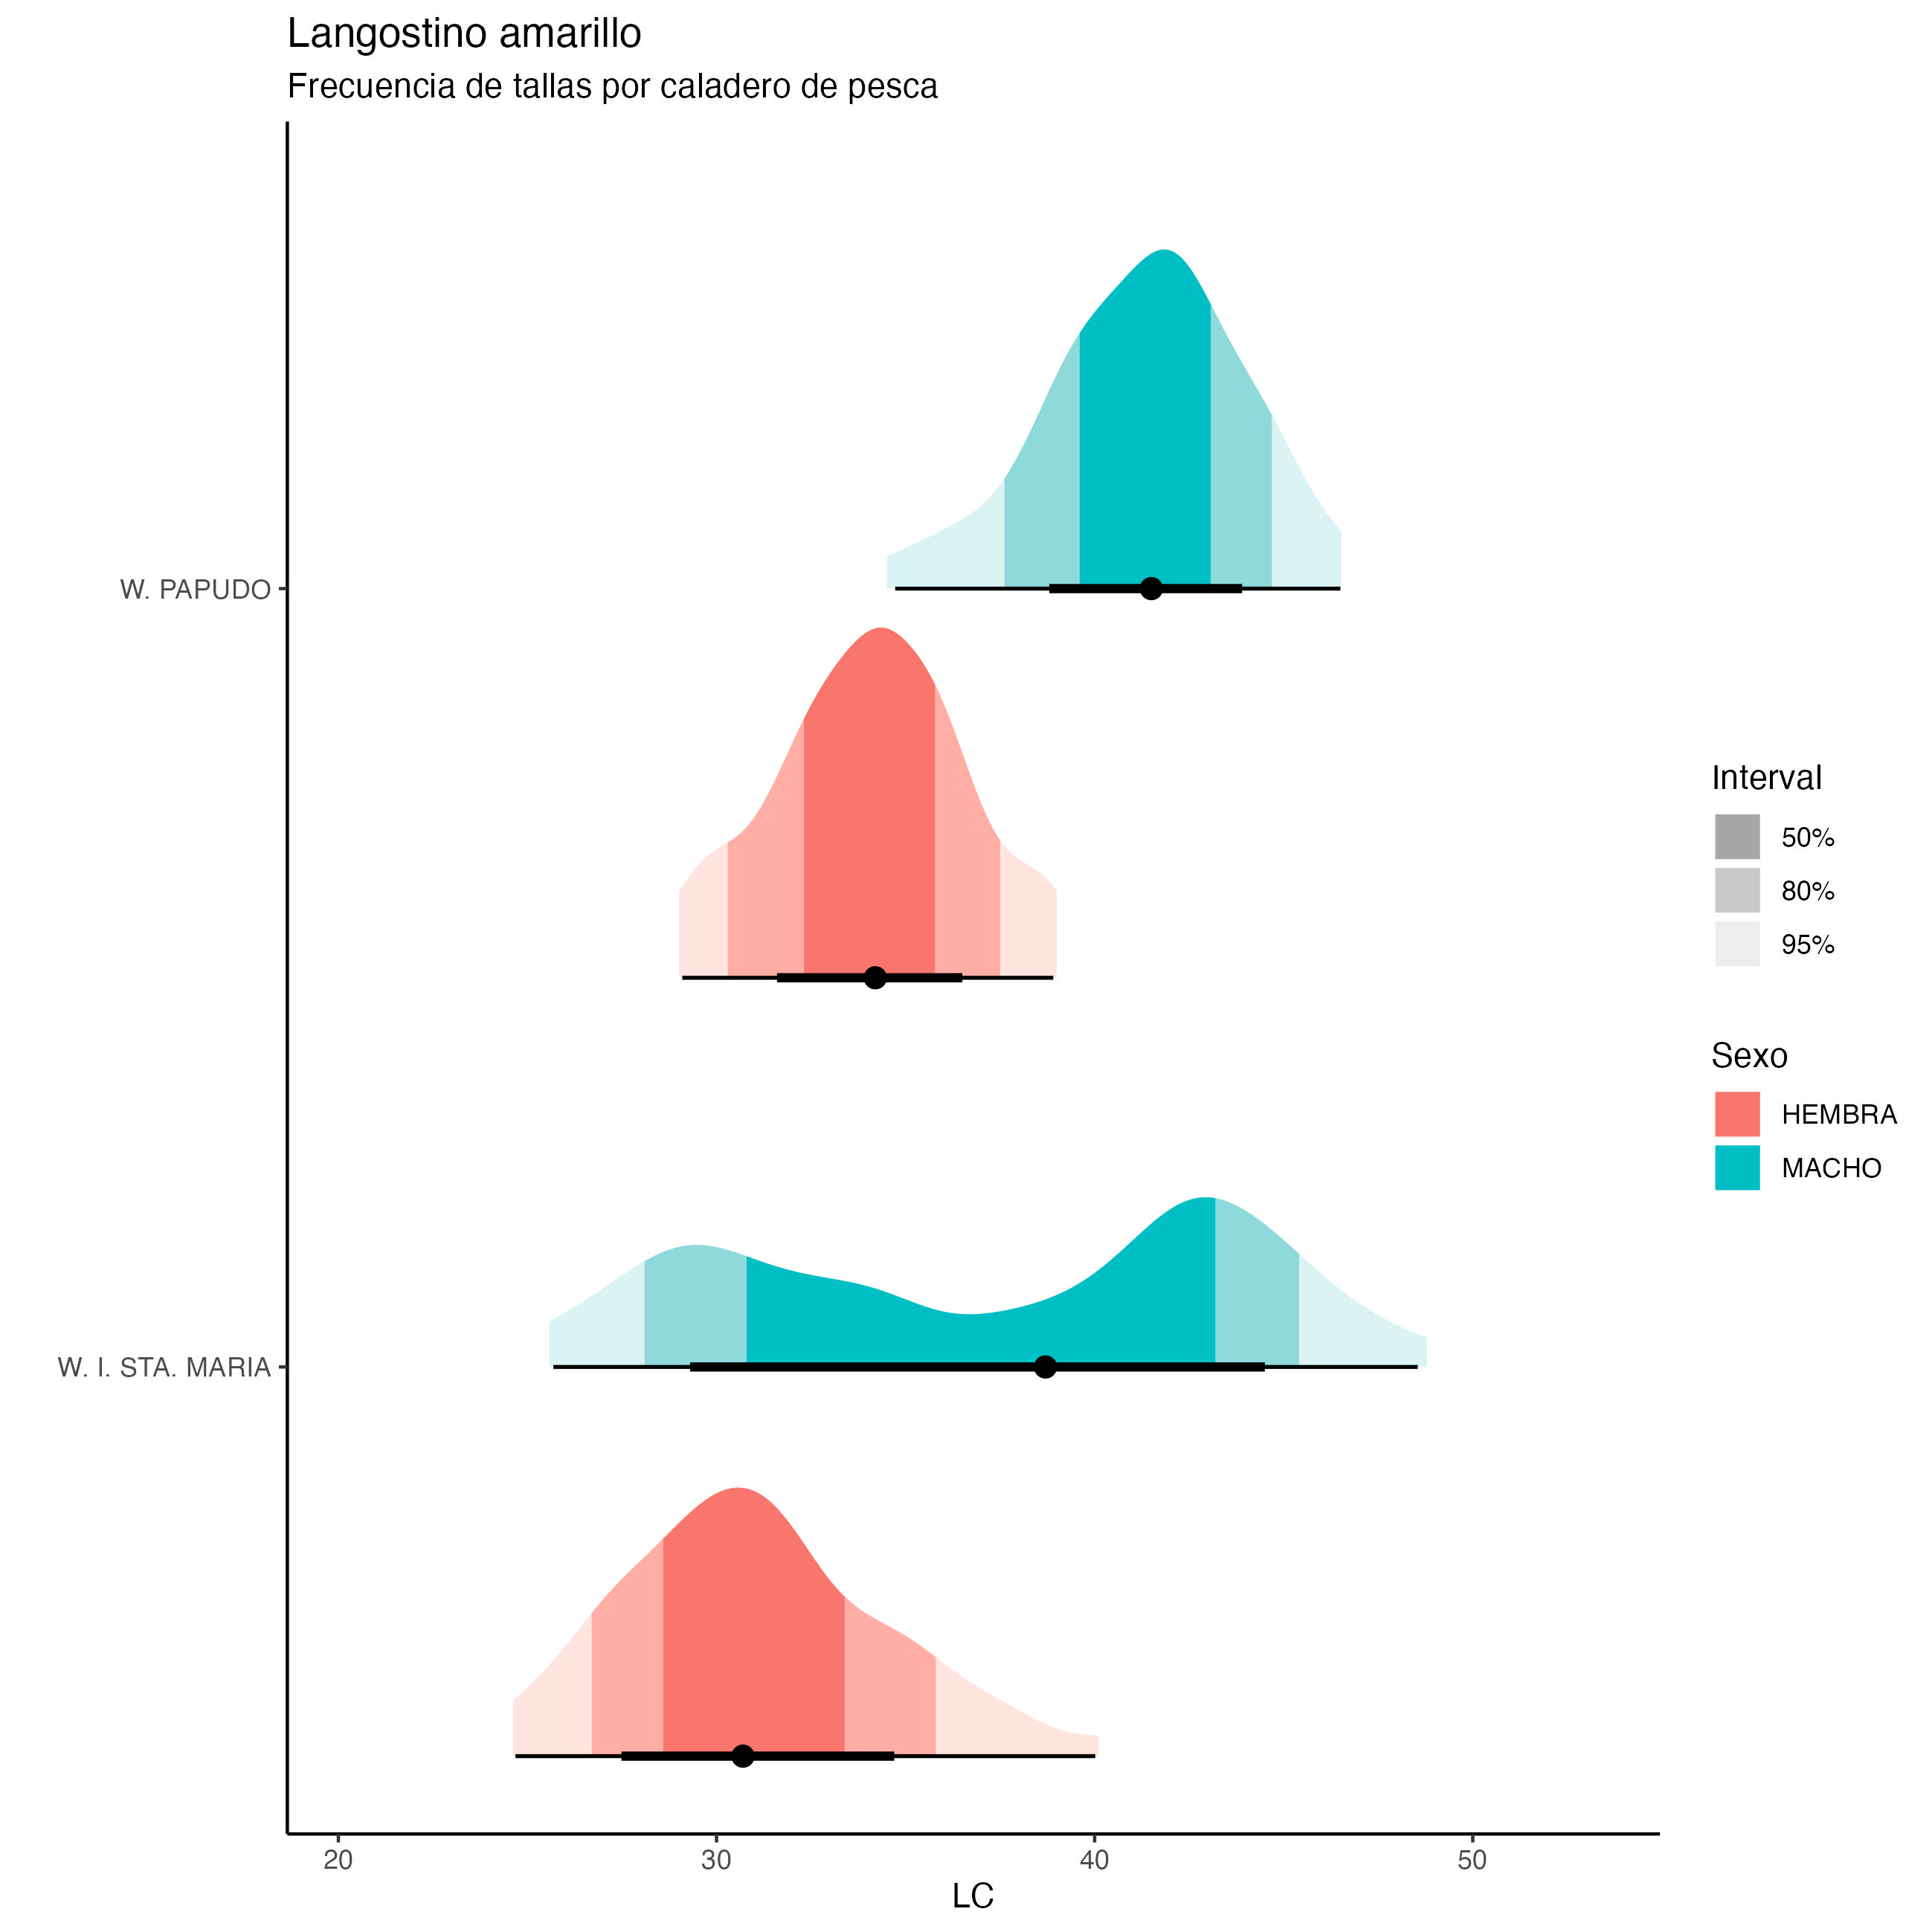 Langostino amarillo
Frecuencia de tallas por caladero de pesca
W. PAPUDO
W. I. STA. MARIA
20
30
40
50
LC
Interval
50%
80%
95%
Sexo
HEMBRA
MACHO